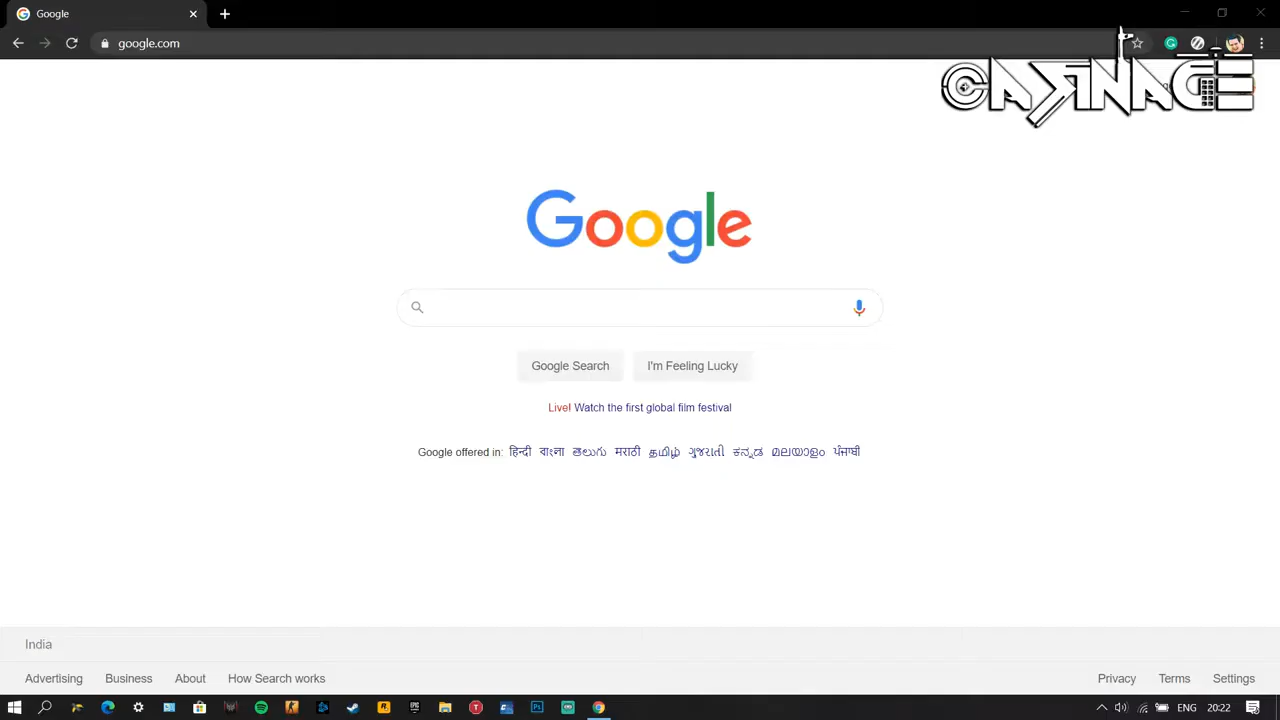 Google
google.com
CARNAGE
Google
Google Search
I'm Feeling Lucky
Live! Watch the first global film festival
Google offered in: हिन्दी বাংলা తెలుగు मराठी தமிழ் ગુજરાતી ಕನ್ನಡ മലയാളം ਪੰਜਾਬੀ
India
Advertising Business About How Search works Privacy Terms Settings
ENG 20:22